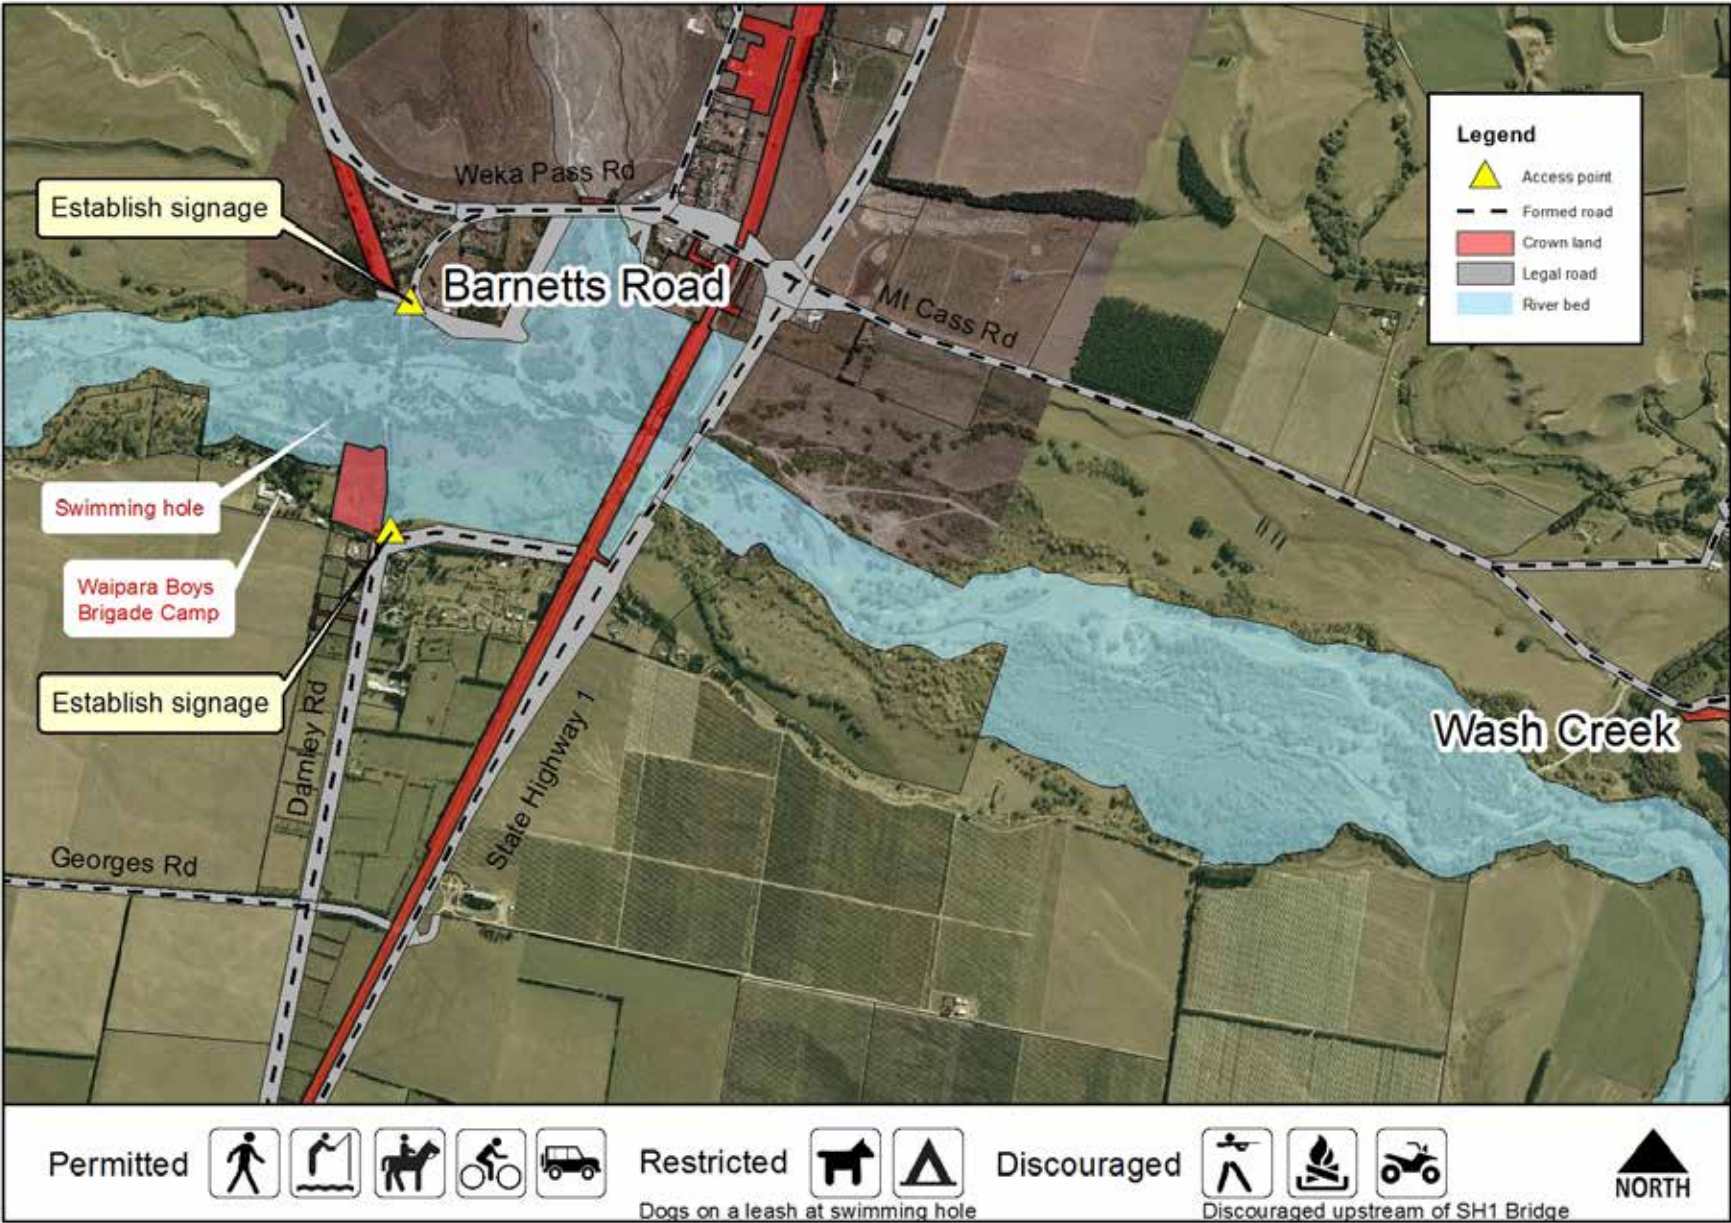 Weka Pass Rd
Establish signage
Barnetts Road
Mt Cass Rd
Legend
Access point
Formed road
Crown land
Legal road
River bed
Swimming hole
Waipara Boys
Brigade Camp
Establish signage
Darnley Rd
State Highway 1
Georges Rd
Wash Creek
Permitted
Restricted
Dogs on a leash at swimming hole
Discouraged
Discouraged upstream of SH1 Bridge
NORTH